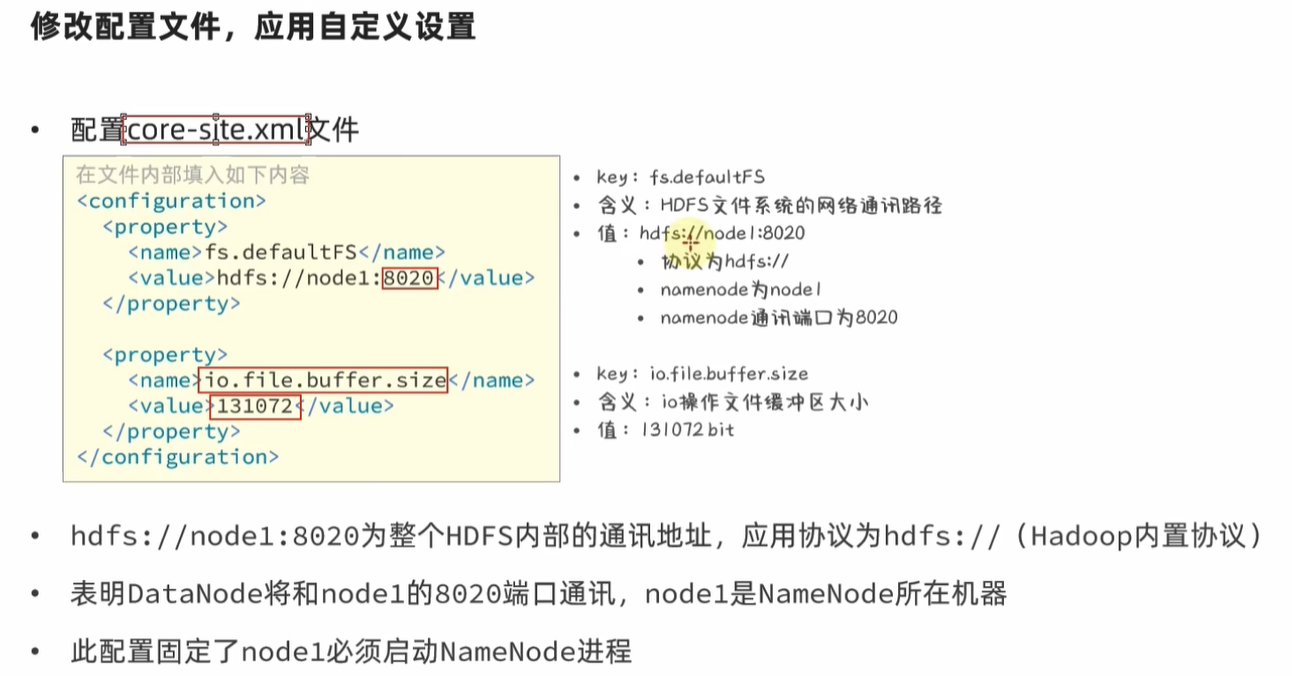 修改配置文件，应用自定义设置
• 配置core-site.xml文件
在文件内部填入如下内容
<configuration>
<property>
<name>fs.defaultFS</name>
<value>hdfs://node1:8020</value>
</property>
<property>
<name>io.file.buffer.size</name>
<value>131072</value>
</property>
</configuration>
• key：fs.defaultFS
• 含义：HDFS文件系统的网络通讯路径
• 值：hdfs://node1:8020
• 协议为hdfs://
• namenode为node1
• namenode通讯端口为8020
• key：io.file.buffer.size
• 含义：io操作文件缓冲区大小
• 值：131072 bit
• hdfs://node1:8020为整个HDFS内部的通讯地址，应用协议为hdfs://（Hadoop内置协议）
• 表明DataNode将和node1的8020端口通讯，node1是NameNode所在机器
• 此配置固定了node1必须启动NameNode进程